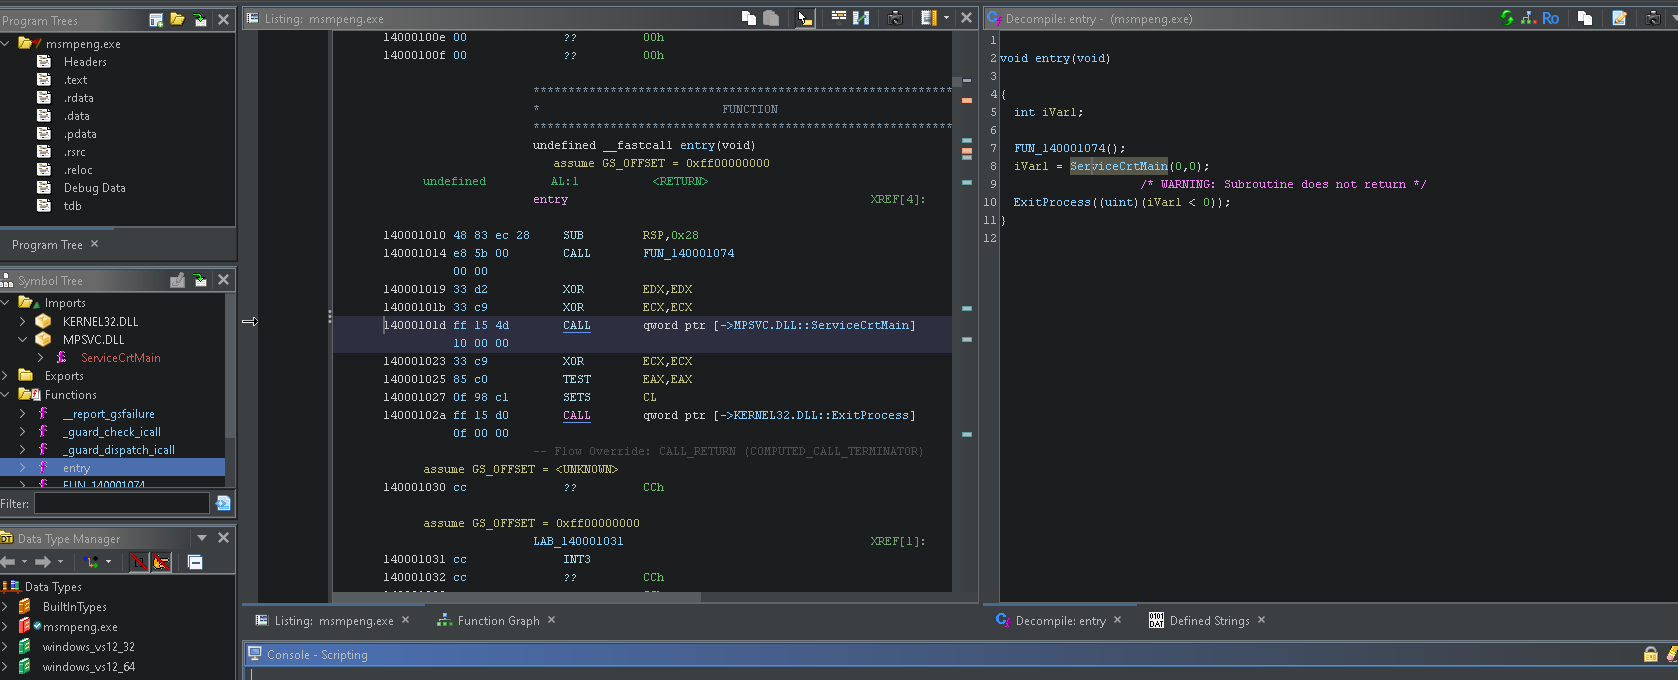 Program Trees
msmpeng.exe
Headers
.text
.rdata
.data
.pdata
.rsrc
.reloc
Debug Data
tdb
Program Tree
Symbol Tree
Imports
KERNEL32.DLL
MPSVC.DLL
ServiceCrtMain
Exports
Functions
__report_gsfailure
_guard_check_icall
_guard_dispatch_icall
entry
FUN_140001074
Filter:
Data Type Manager
Data Types
BuiltInTypes
msmpeng.exe
windows_vs12_32
windows_vs12_64
Listing: msmpeng.exe
14000100e 00 ?? 00h
14000100f 00 ?? 00h
************************************************************
* FUNCTION
************************************************************
undefined __fastcall entry(void)
assume GS_OFFSET = 0xff00000000
undefined AL:1 <RETURN>
entry XREF[4]:
140001010 48 83 ec 28 SUB RSP,0x28
140001014 e8 5b 00 CALL FUN_140001074
00 00
140001019 33 d2 XOR EDX,EDX
14000101b 33 c9 XOR ECX,ECX
14000101d ff 15 4d CALL qword ptr [->MPSVC.DLL::ServiceCrtMain]
10 00 00
140001023 33 c9 XOR ECX,ECX
140001025 85 c0 TEST EAX,EAX
140001027 0f 98 c1 SETS CL
14000102a ff 15 d0 CALL qword ptr [->KERNEL32.DLL::ExitProcess]
0f 00 00
-- Flow Override: CALL_RETURN (COMPUTED_CALL_TERMINATOR)
assume GS_OFFSET = <UNKNOWN>
140001030 cc ?? CCh
assume GS_OFFSET = 0xff00000000
LAB_140001031 XREF[1]:
140001031 cc INT3
140001032 cc ?? CCh
Listing: msmpeng.exe
Function Graph
Decompile: entry - (msmpeng.exe)
Ro
1
2 void entry(void)
3
4 {
5 int iVar1;
6
7 FUN_140001074();
8 iVar1 = ServiceCrtMain(0,0);
9 /* WARNING: Subroutine does not return */
10 ExitProcess((uint)(iVar1 < 0));
11 }
12
Decompile: entry
Defined Strings
Console - Scripting